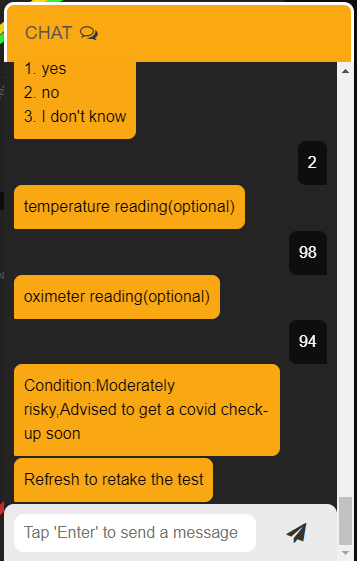 CHAT
1. yes
2. no
3. I don't know
2
temperature reading(optional)
98
oximeter reading(optional)
94
Condition:Moderately
risky,Advised to get a covid check-
up soon
Refresh to retake the test
Tap 'Enter' to send a message